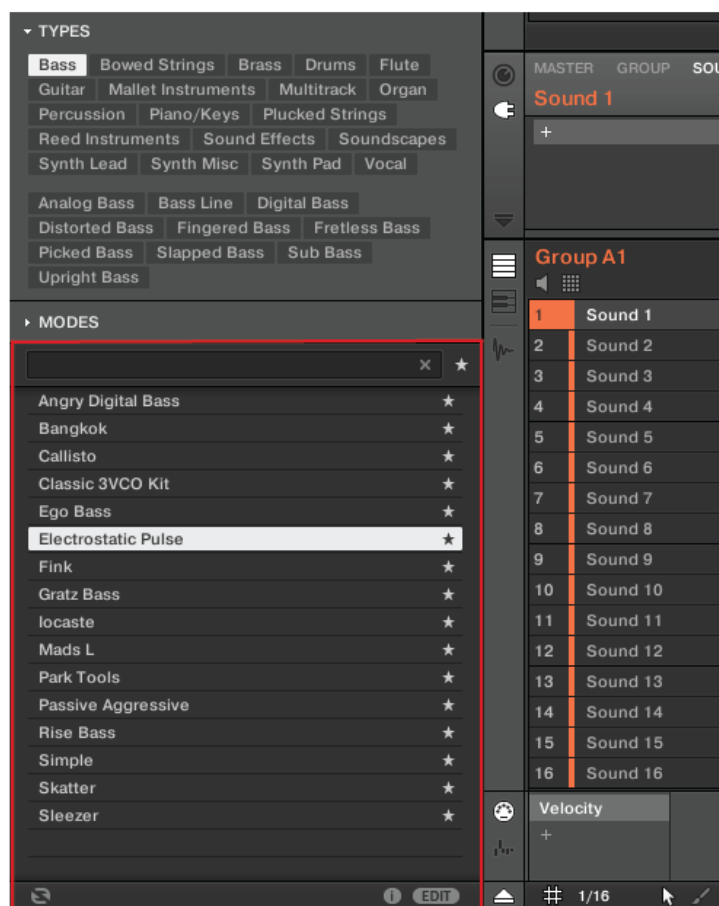 TYPES
Bass Bowed Strings Brass Drums Flute
Guitar Mallet Instruments Multitrack Organ
Percussion Piano/Keys Plucked Strings
Reed Instruments Sound Effects Soundscapes
Synth Lead Synth Misc Synth Pad Vocal
Analog Bass Bass Line Digital Bass
Distorted Bass Fingered Bass Fretless Bass
Picked Bass Slapped Bass Sub Bass
Upright Bass
MODES
Angry Digital Bass
Bangkok
Callisto
Classic 3VCO Kit
Ego Bass
Electrostatic Pulse
Fink
Gratz Bass
Iocaste
Mads L
Park Tools
Passive Aggressive
Rise Bass
Simple
Skatter
Sleezer
EDIT
MASTER GROUP SOU
Sound 1
+
Group A1
1 Sound 1
2 Sound 2
3 Sound 3
4 Sound 4
5 Sound 5
6 Sound 6
7 Sound 7
8 Sound 8
9 Sound 9
10 Sound 10
11 Sound 11
12 Sound 12
13 Sound 13
14 Sound 14
15 Sound 15
16 Sound 16
Velocity
+
1/16